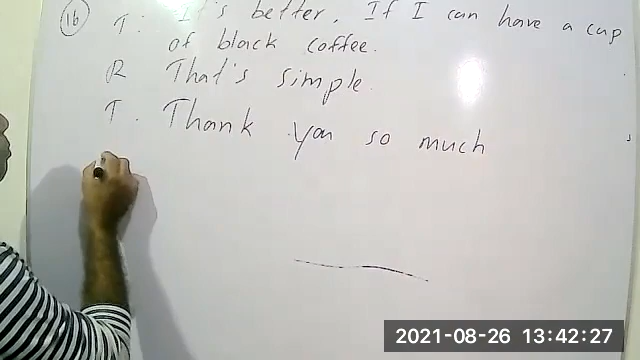 16 T: It's better, If I can have a cup
of black coffee.
R That's simple.
T. Thank you so much
2021-08-26 13:42:27